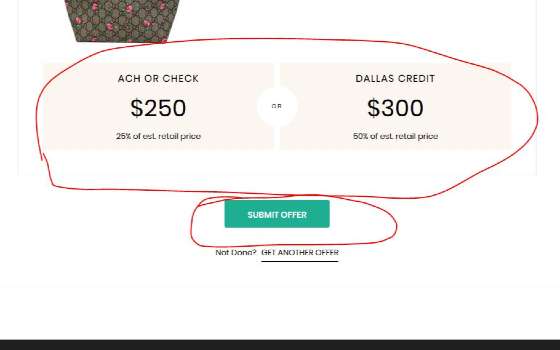 ACH OR CHECK
$250
25% of est. retail price
OR
DALLAS CREDIT
$300
50% of est. retail price
SUBMIT OFFER
Not Done? GET ANOTHER OFFER